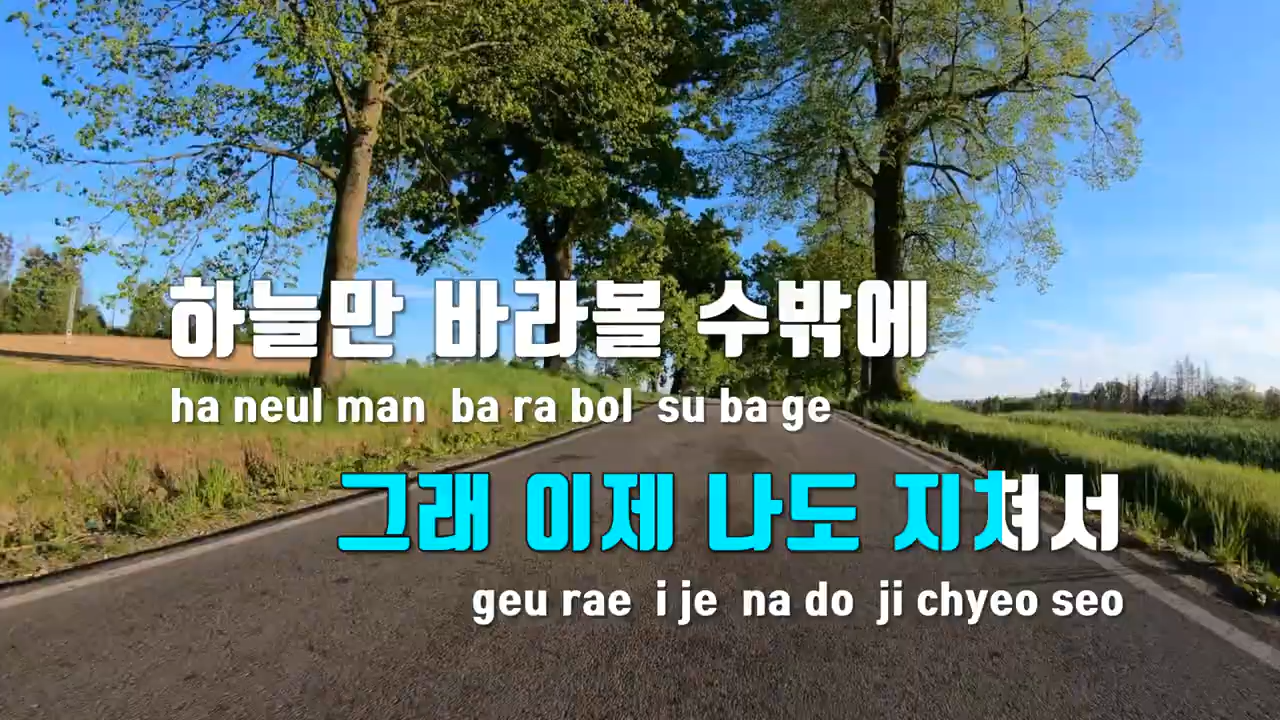 하늘만 바라볼 수밖에
ha neul man ba ra bol su ba ge
그래 이제 나도 지쳐서
geu rae i je na do ji chyeo seo